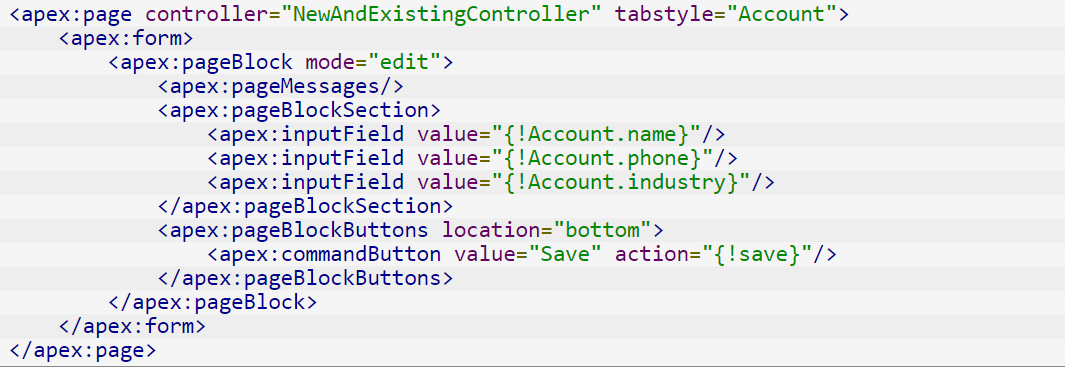 <apex:page controller="NewAndExistingController" tabstyle="Account">
    <apex:form>
        <apex:pageBlock mode="edit">
            <apex:pageMessages/>
            <apex:pageBlockSection>
                <apex:inputField value="{!Account.name}"/>
                <apex:inputField value="{!Account.phone}"/>
                <apex:inputField value="{!Account.industry}"/>
            </apex:pageBlockSection>
            <apex:pageBlockButtons location="bottom">
                <apex:commandButton value="Save" action="{!save}"/>
            </apex:pageBlockButtons>
        </apex:pageBlock>
    </apex:form>
</apex:page>